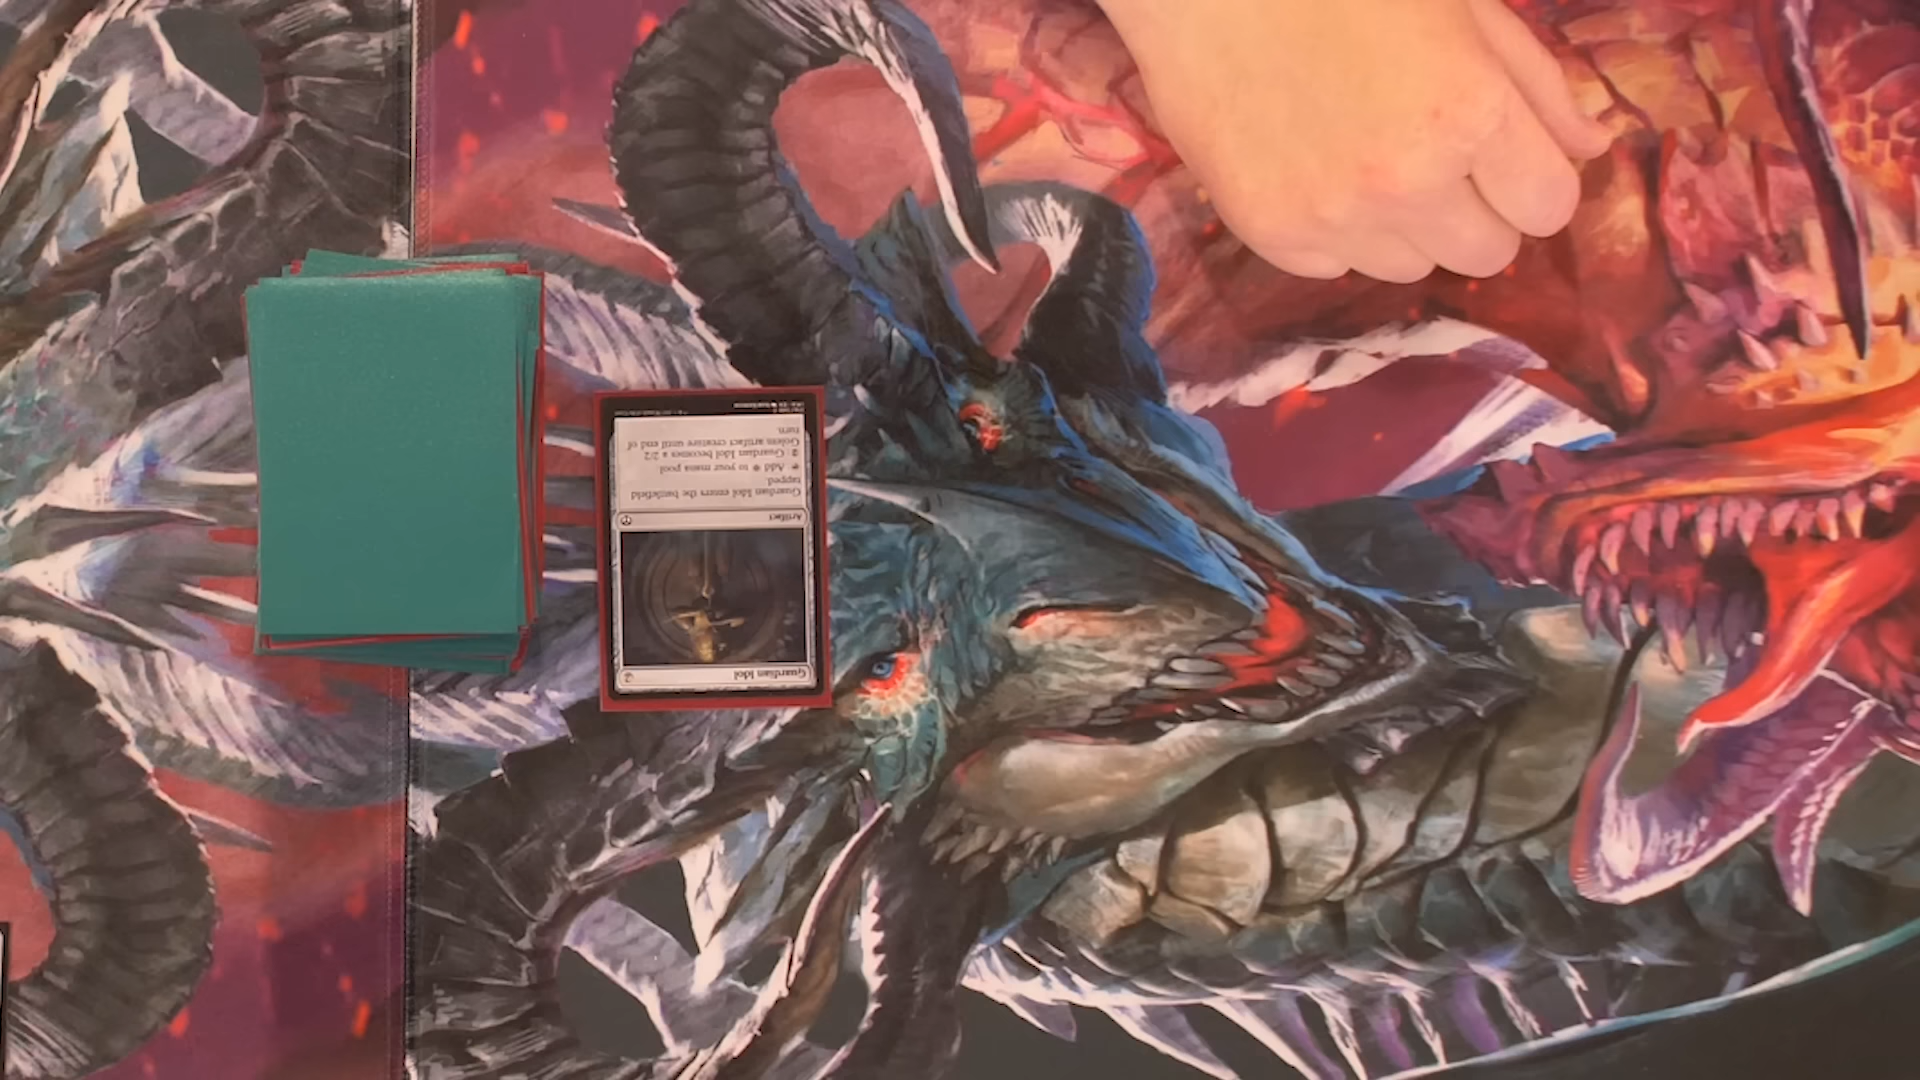 Guardian Idol
Artifact
Guardian Idol enters the battlefield
tapped.
: Add to your mana pool.
: Guardian Idol becomes a 2/2
Golem artifact creature until end of
turn.